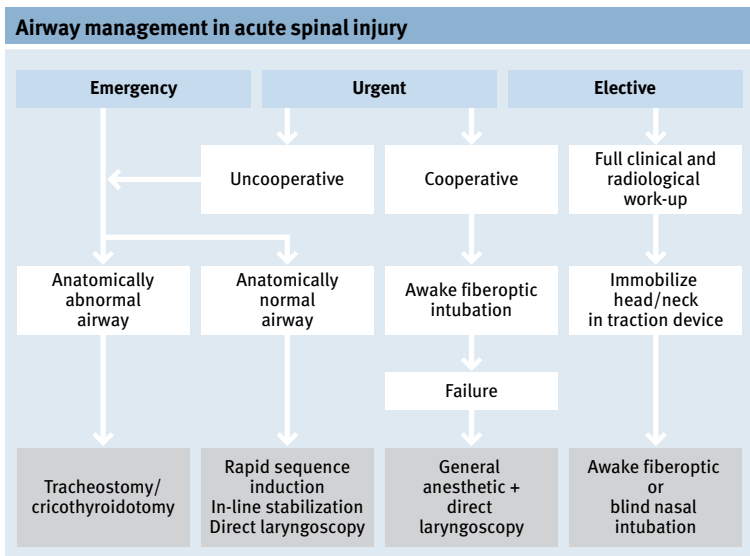 Airway management in acute spinal injury
Emergency
Urgent
Elective
Uncooperative
Cooperative
Full clinical and
radiological
work-up
Anatomically
abnormal
airway
Anatomically
normal
airway
Awake fiberoptic
intubation
Immobilize
head/neck
in traction device
Failure
Tracheostomy/
cricothyroidotomy
Rapid sequence
induction
In-line stabilization
Direct laryngoscopy
General
anesthetic +
direct
laryngoscopy
Awake fiberoptic
or
blind nasal
intubation